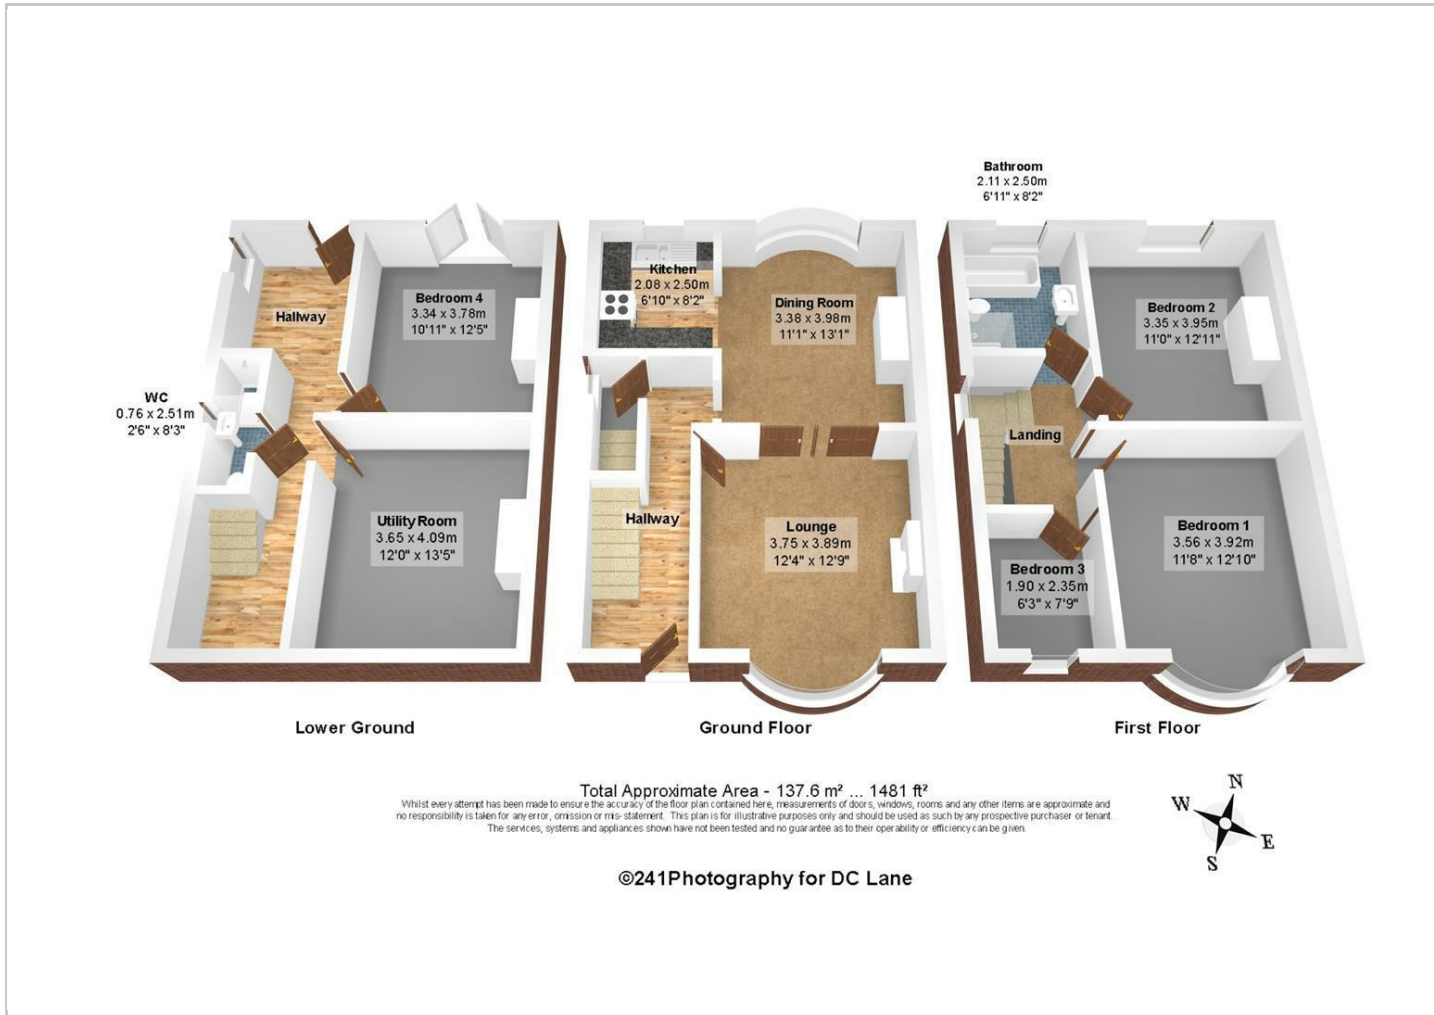 Bathroom
2.11 x 2.50m
6'11" x 8'2"
Kitchen
2.08 x 2.50m
6'10" x 8'2"
Bedroom 4
3.34 x 3.78m
10'11" x 12'5"
Hallway
Dining Room
3.38 x 3.98m
11'1" x 13'1"
Bedroom 2
3.35 x 3.95m
11'0" x 12'11"
WC
0.76 x 2.51m
2'6" x 8'3"
Landing
Utility Room
3.65 x 4.09m
12'0" x 13'5"
Hallway
Lounge
3.75 x 3.89m
12'4" x 12'9"
Bedroom 1
3.56 x 3.92m
11'8" x 12'10"
Bedroom 3
1.90 x 2.35m
6'3" x 7'9"
Lower Ground
Ground Floor
First Floor
Total Approximate Area - 137.6 m² ... 1481 ft²
Whilst every attempt has been made to ensure the accuracy of the floor plan contained here, measurements of doors, windows, rooms and any other items are approximate and
no responsibility is taken for any error, omission or mis-statement. This plan is for illustrative purposes only and should be used as such by any prospective purchaser or tenant.
The services, systems and appliances shown have not been tested and no guarantee as to their operability or efficiency can be given.
N
W
E
S
©241Photography for DC Lane